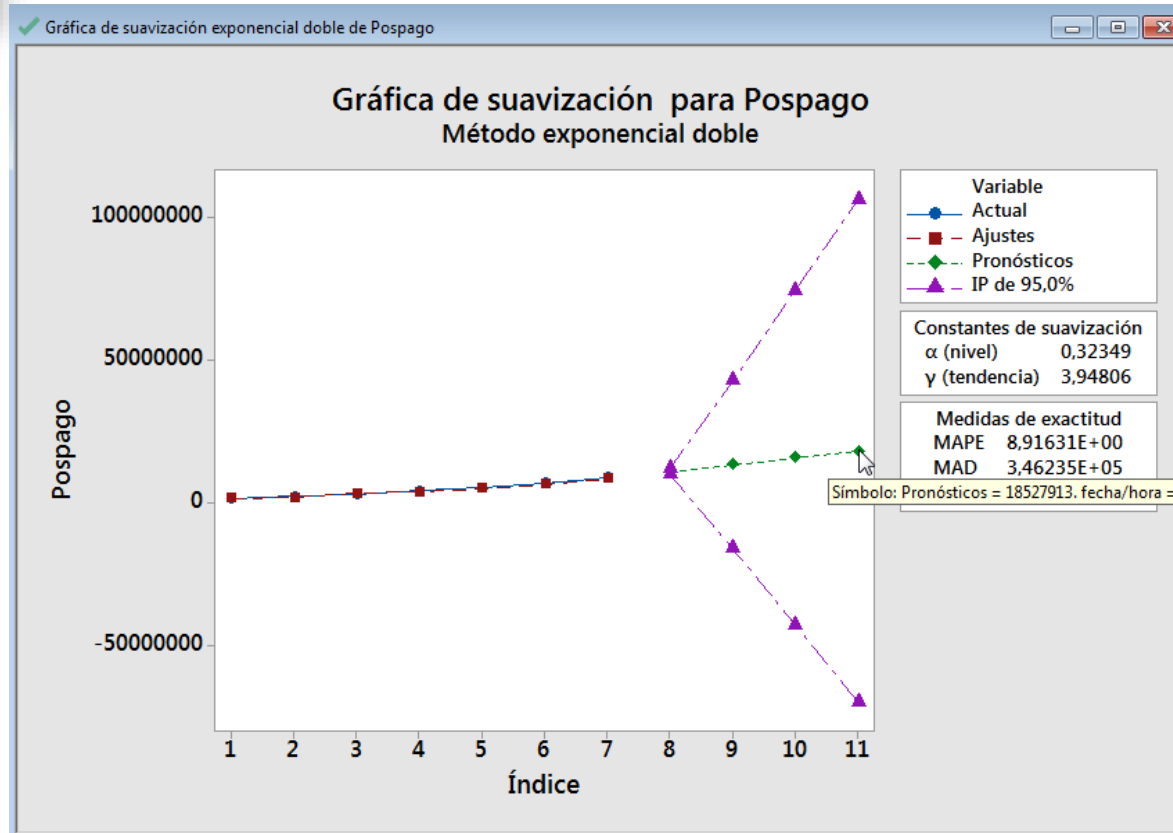 Gráfica de suavización exponencial doble de Pospago
Gráfica de suavización para Pospago
Método exponencial doble
Pospago
100000000
50000000
0
-50000000
1 2 3 4 5 6 7 8 9 10 11
Índice
Variable
Actual
Ajustes
Pronósticos
IP de 95,0%
Constantes de suavización
α (nivel) 0,32349
γ (tendencia) 3,94806
Medidas de exactitud
MAPE 8,91631E+00
MAD 3,46235E+05
Símbolo: Pronósticos = 18527913. fecha/hora =